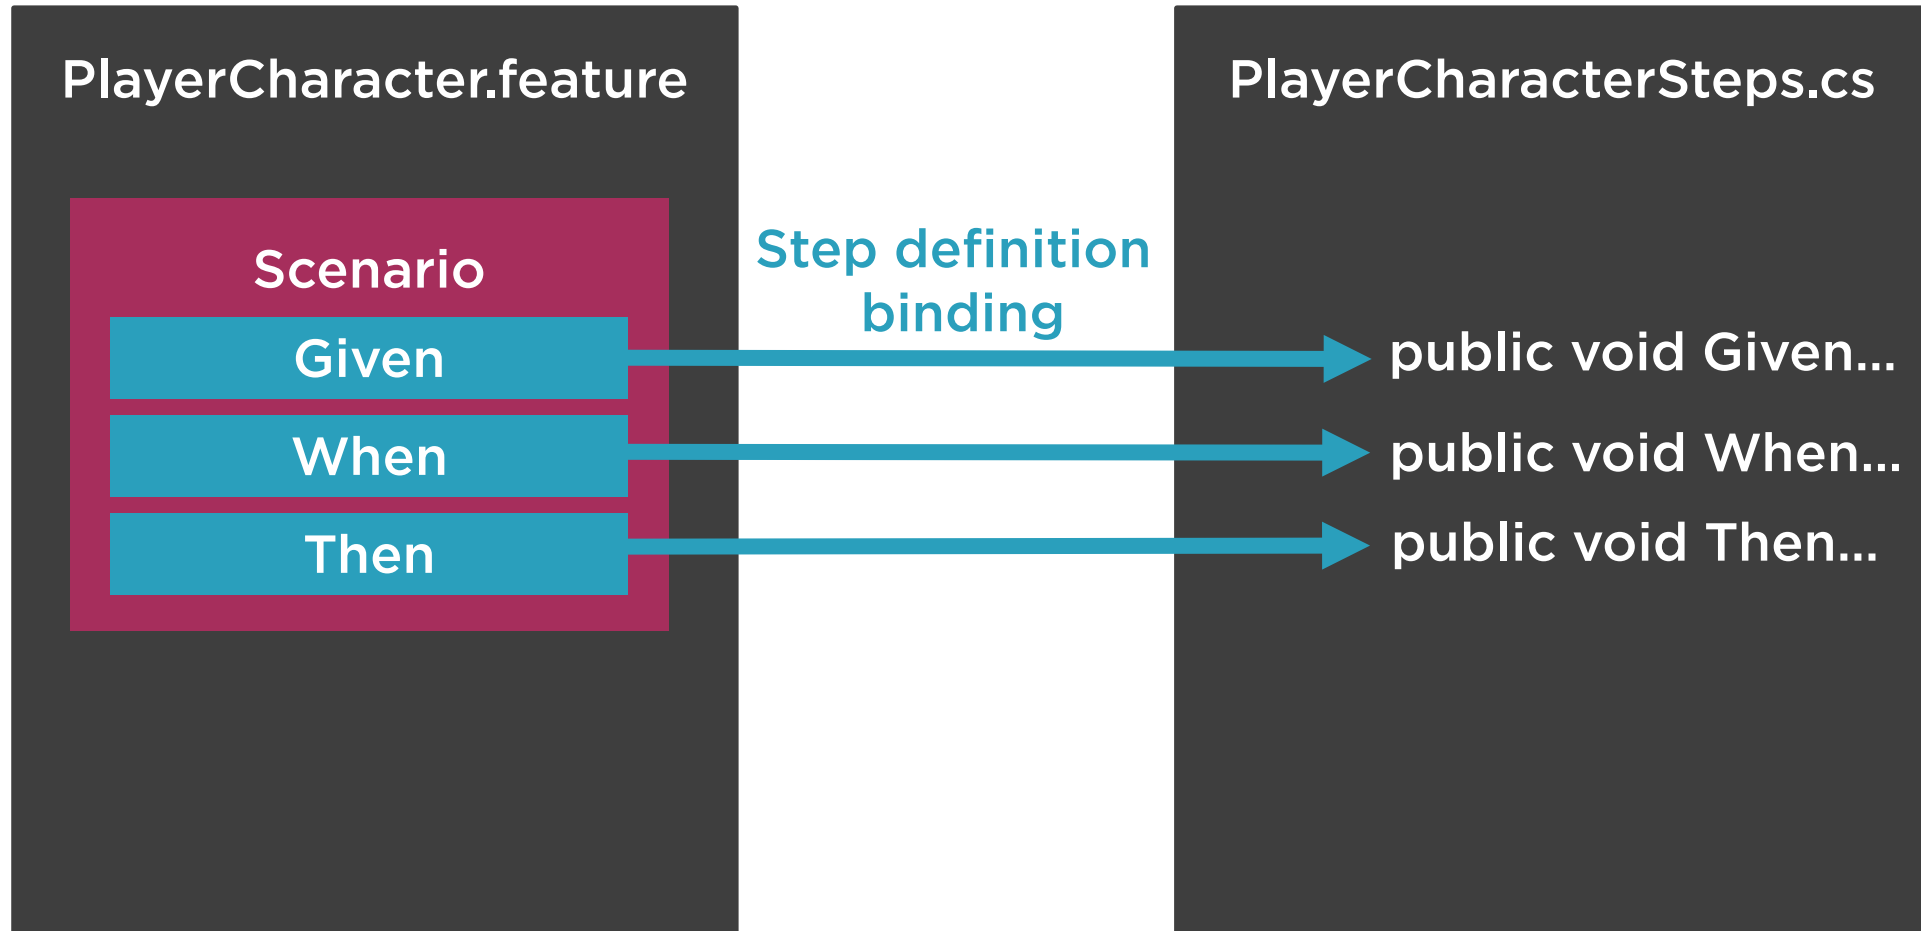 PlayerCharacter.feature
Scenario
Given
When
Then
Step definition
binding
PlayerCharacterSteps.cs
public void Given...
public void When...
public void Then...